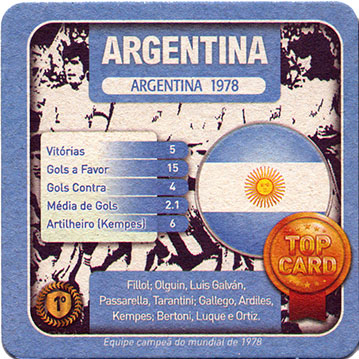 ARGENTINA
ARGENTINA 1978
Vitórias 5
Gols a Favor 15
Gols Contra 4
Média de Gols 2.1
Artilheiro (Kempes) 6
TOP
CARD
1º
Fillol; Olguin, Luis Galván,
Passarella, Tarantini; Gallego, Ardiles,
Kempes; Bertoni, Luque e Ortiz.
Equipe campeã do mundial de 1978